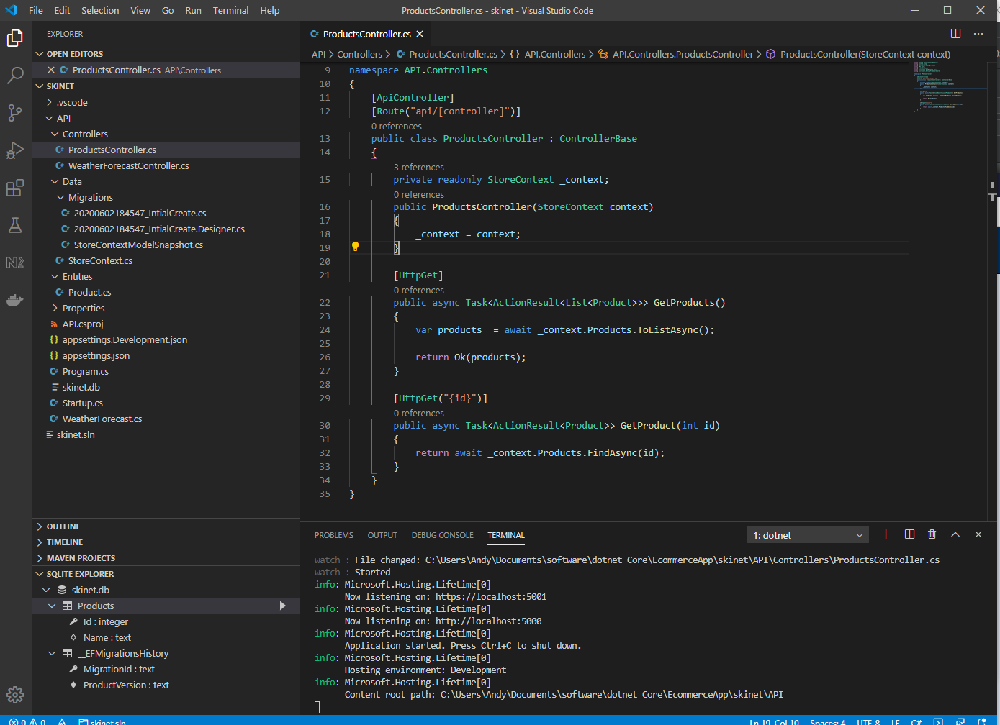 File Edit Selection View Go Run Terminal Help ProductsController.cs - skinet - Visual Studio Code
EXPLORER
OPEN EDITORS
ProductsController.cs API\Controllers
SKINET
.vscode
API
Controllers
ProductsController.cs
WeatherForecastController.cs
Data
Migrations
20200602184547_IntialCreate.cs
20200602184547_IntialCreate.Designer.cs
StoreContextModelSnapshot.cs
StoreContext.cs
Entities
Product.cs
Properties
API.csproj
appsettings.Development.json
appsettings.json
Program.cs
skinet.db
Startup.cs
WeatherForecast.cs
skinet.sln
OUTLINE
TIMELINE
MAVEN PROJECTS
SQLITE EXPLORER
skinet.db
Products
Id : integer
Name : text
__EFMigrationsHistory
MigrationId : text
ProductVersion : text
ProductsController.cs
API > Controllers > ProductsController.cs > {} API.Controllers > API.Controllers.ProductsController > ProductsController(StoreContext context)
9 namespace API.Controllers
10 {
11 [ApiController]
12 [Route("api/[controller]")]
0 references
13 public class ProductsController : ControllerBase
14 {
3 references
15 private readonly StoreContext _context;
0 references
16 public ProductsController(StoreContext context)
17 {
18 _context = context;
19 }
20
21 [HttpGet]
0 references
22 public async Task<ActionResult<List<Product>>> GetProducts()
23 {
24 var products  = await _context.Products.ToListAsync();
25
26 return Ok(products);
27 }
28
29 [HttpGet("{id}")]
0 references
30 public async Task<ActionResult<Product>> GetProduct(int id)
31 {
32 return await _context.Products.FindAsync(id);
33 }
34 }
35 }
PROBLEMS OUTPUT DEBUG CONSOLE TERMINAL 1: dotnet
watch : File changed: C:\Users\Andy\Documents\software\dotnet Core\EcommerceApp\skinet\API\Controllers\ProductsController.cs
watch : Started
info: Microsoft.Hosting.Lifetime[0]
Now listening on: https://localhost:5001
info: Microsoft.Hosting.Lifetime[0]
Now listening on: http://localhost:5000
info: Microsoft.Hosting.Lifetime[0]
Application started. Press Ctrl+C to shut down.
info: Microsoft.Hosting.Lifetime[0]
Hosting environment: Development
info: Microsoft.Hosting.Lifetime[0]
Content root path: C:\Users\Andy\Documents\software\dotnet Core\EcommerceApp\skinet\API
0 0 skinet.sln Ln 19, Col 10 Spaces: 4 UTF-8 LF C#